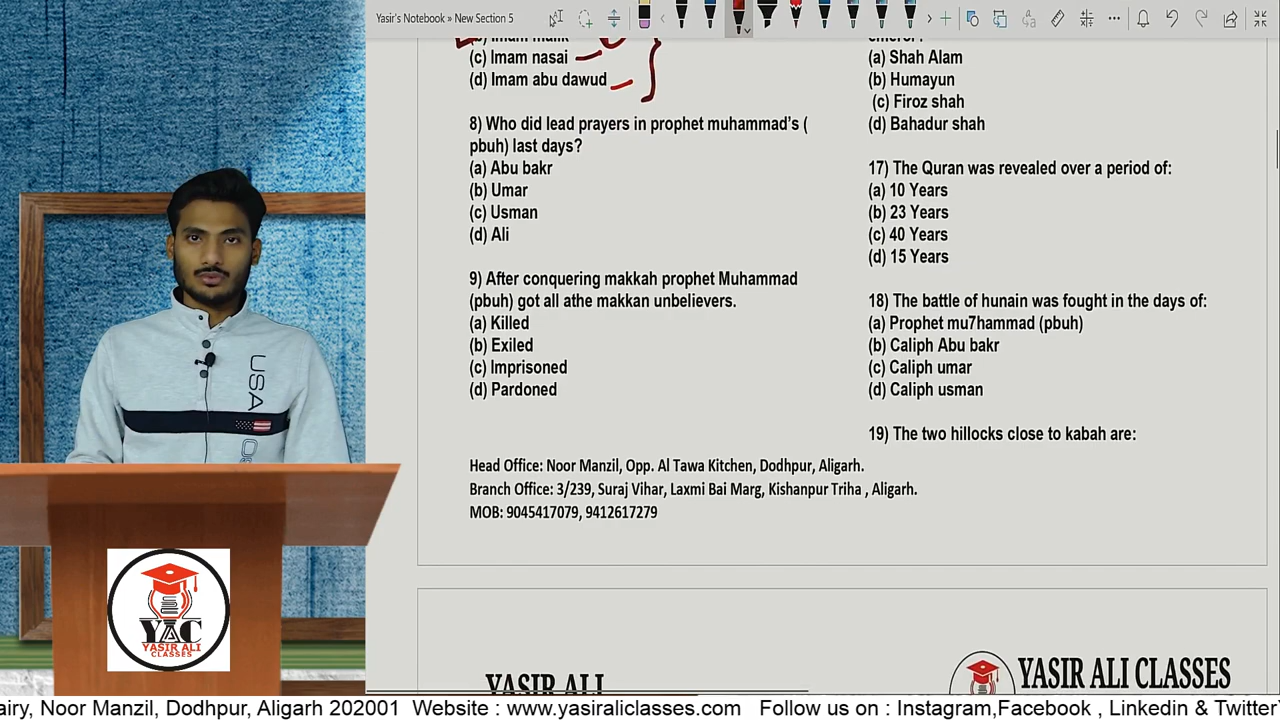 Yasir's Notebook » New Section 5
(b) Imam malik
(c) Imam nasai
(d) Imam abu dawud
8) Who did lead prayers in prophet muhammad's (
pbuh) last days?
(a) Abu bakr
(b) Umar
(c) Usman
(d) Ali
9) After conquering makkah prophet Muhammad
(pbuh) got all athe makkan unbelievers.
(a) Killed
(b) Exiled
(c) Imprisoned
(d) Pardoned
(a) Shah Alam
(b) Humayun
(c) Firoz shah
(d) Bahadur shah
17) The Quran was revealed over a period of:
(a) 10 Years
(b) 23 Years
(c) 40 Years
(d) 15 Years
18) The battle of hunain was fought in the days of:
(a) Prophet mu7hammad (pbuh)
(b) Caliph Abu bakr
(c) Caliph umar
(d) Caliph usman
19) The two hillocks close to kabah are:
Head Office: Noor Manzil, Opp. Al Tawa Kitchen, Dodhpur, Aligarh.
Branch Office: 3/239, Suraj Vihar, Laxmi Bai Marg, Kishanpur Triha , Aligarh.
MOB: 9045417079, 9412617279
YASIR ALI
YASIR ALI CLASSES
USA
YAC
YASIR ALI
CLASSES
airy, Noor Manzil, Dodhpur, Aligarh 202001 Website : www.yasiraliclasses.com Follow us on : Instagram,Facebook , Linkedin & Twitter